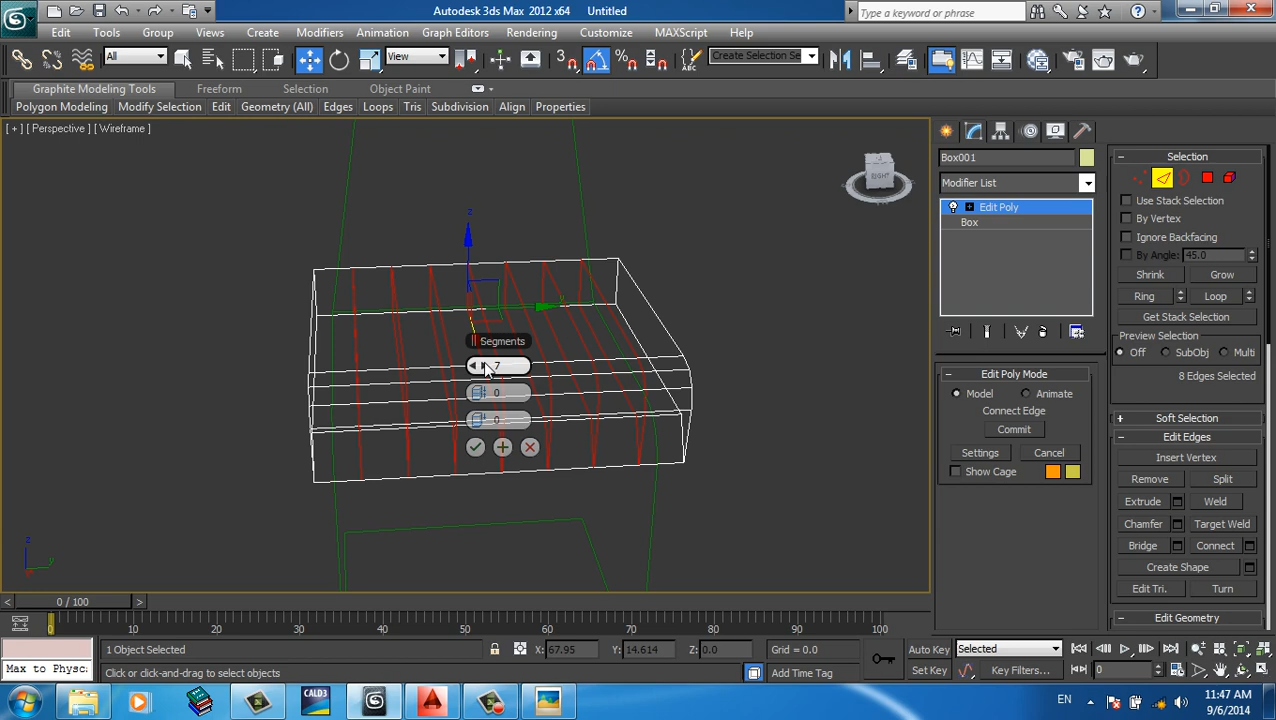 Autodesk 3ds Max 2012 x64 Untitled
Type a keyword or phrase
Edit Tools Group Views Create Modifiers Animation Graph Editors Rendering Customize MAXScript Help
All View Create Selection Se
Graphite Modeling Tools Freeform Selection Object Paint
Polygon Modeling Modify Selection Edit Geometry (All) Edges Loops Tris Subdivision Align Properties
[ + ] [ Perspective ] [ Wireframe ]
RIGHT
z
y
Segments
7
0
0
z
y
Box001
Modifier List
Edit Poly
Box
Edit Poly Mode
Model Animate
Connect Edge
Commit
Settings Cancel
Show Cage
Selection
Use Stack Selection
By Vertex
Ignore Backfacing
By Angle: 45.0
Shrink Grow
Ring Loop
Get Stack Selection
Preview Selection
Off SubObj Multi
8 Edges Selected
Soft Selection
Edit Edges
Insert Vertex
Remove Split
Extrude Weld
Chamfer Target Weld
Bridge Connect
Create Shape
Edit Tri. Turn
Edit Geometry
< 0 / 100 >
0 10 20 30 40 50 60 70 80 90 100
1 Object Selected X: 67.95 Y: 14.614 Z: 0.0 Grid = 0.0 Auto Key Selected
Max to Physc Click or click-and-drag to select objects Add Time Tag Set Key Key Filters... 0
CALD3 EN 11:47 AM
9/6/2014